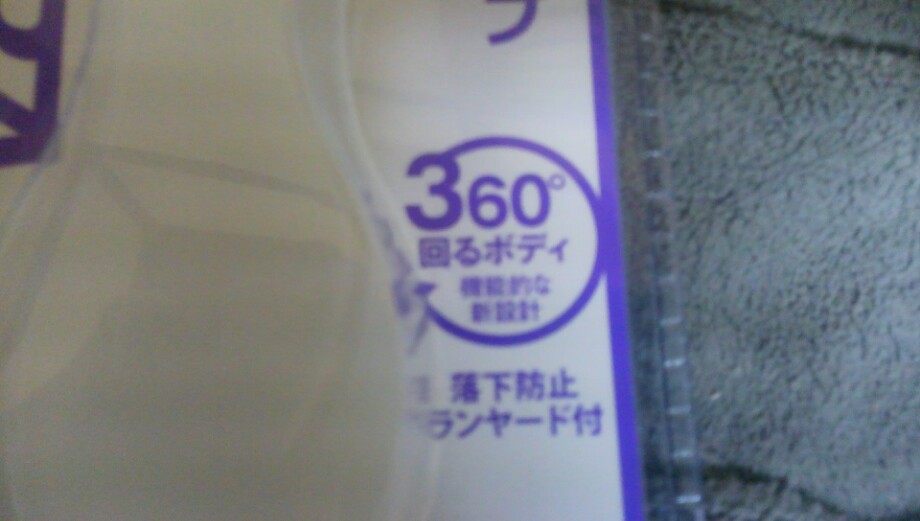 プ
360°
回るボディ
機能的な
新設計
落下防止
ランヤード付